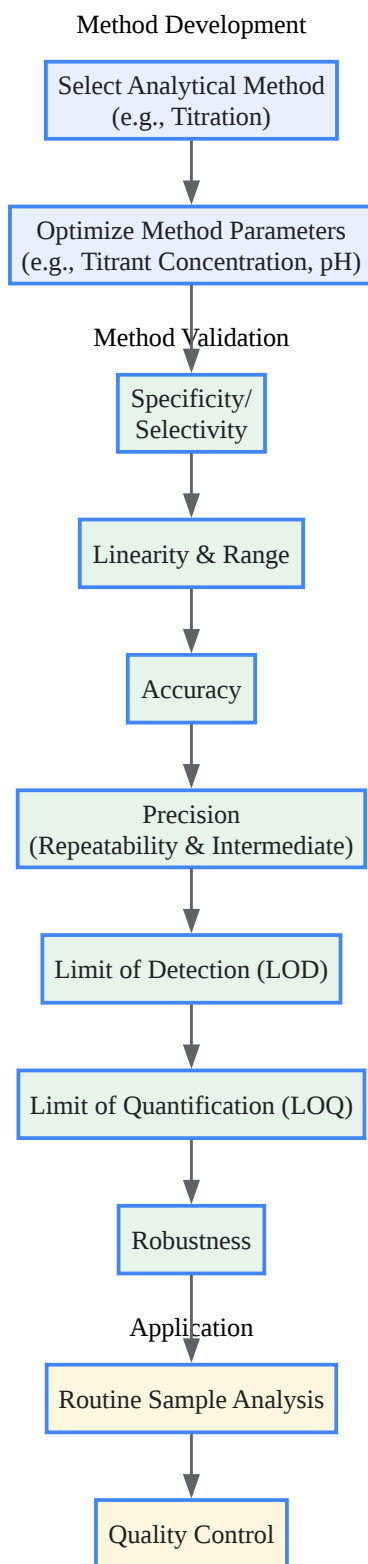 Method Development
Select Analytical Method
(e.g., Titration)
Optimize Method Parameters
(e.g., Titrant Concentration, pH)
Method Validation
Specificity/
Selectivity
Linearity & Range
Accuracy
Precision
(Repeatability & Intermediate)
Limit of Detection (LOD)
Limit of Quantification (LOQ)
Robustness
Application
Routine Sample Analysis
Quality Control